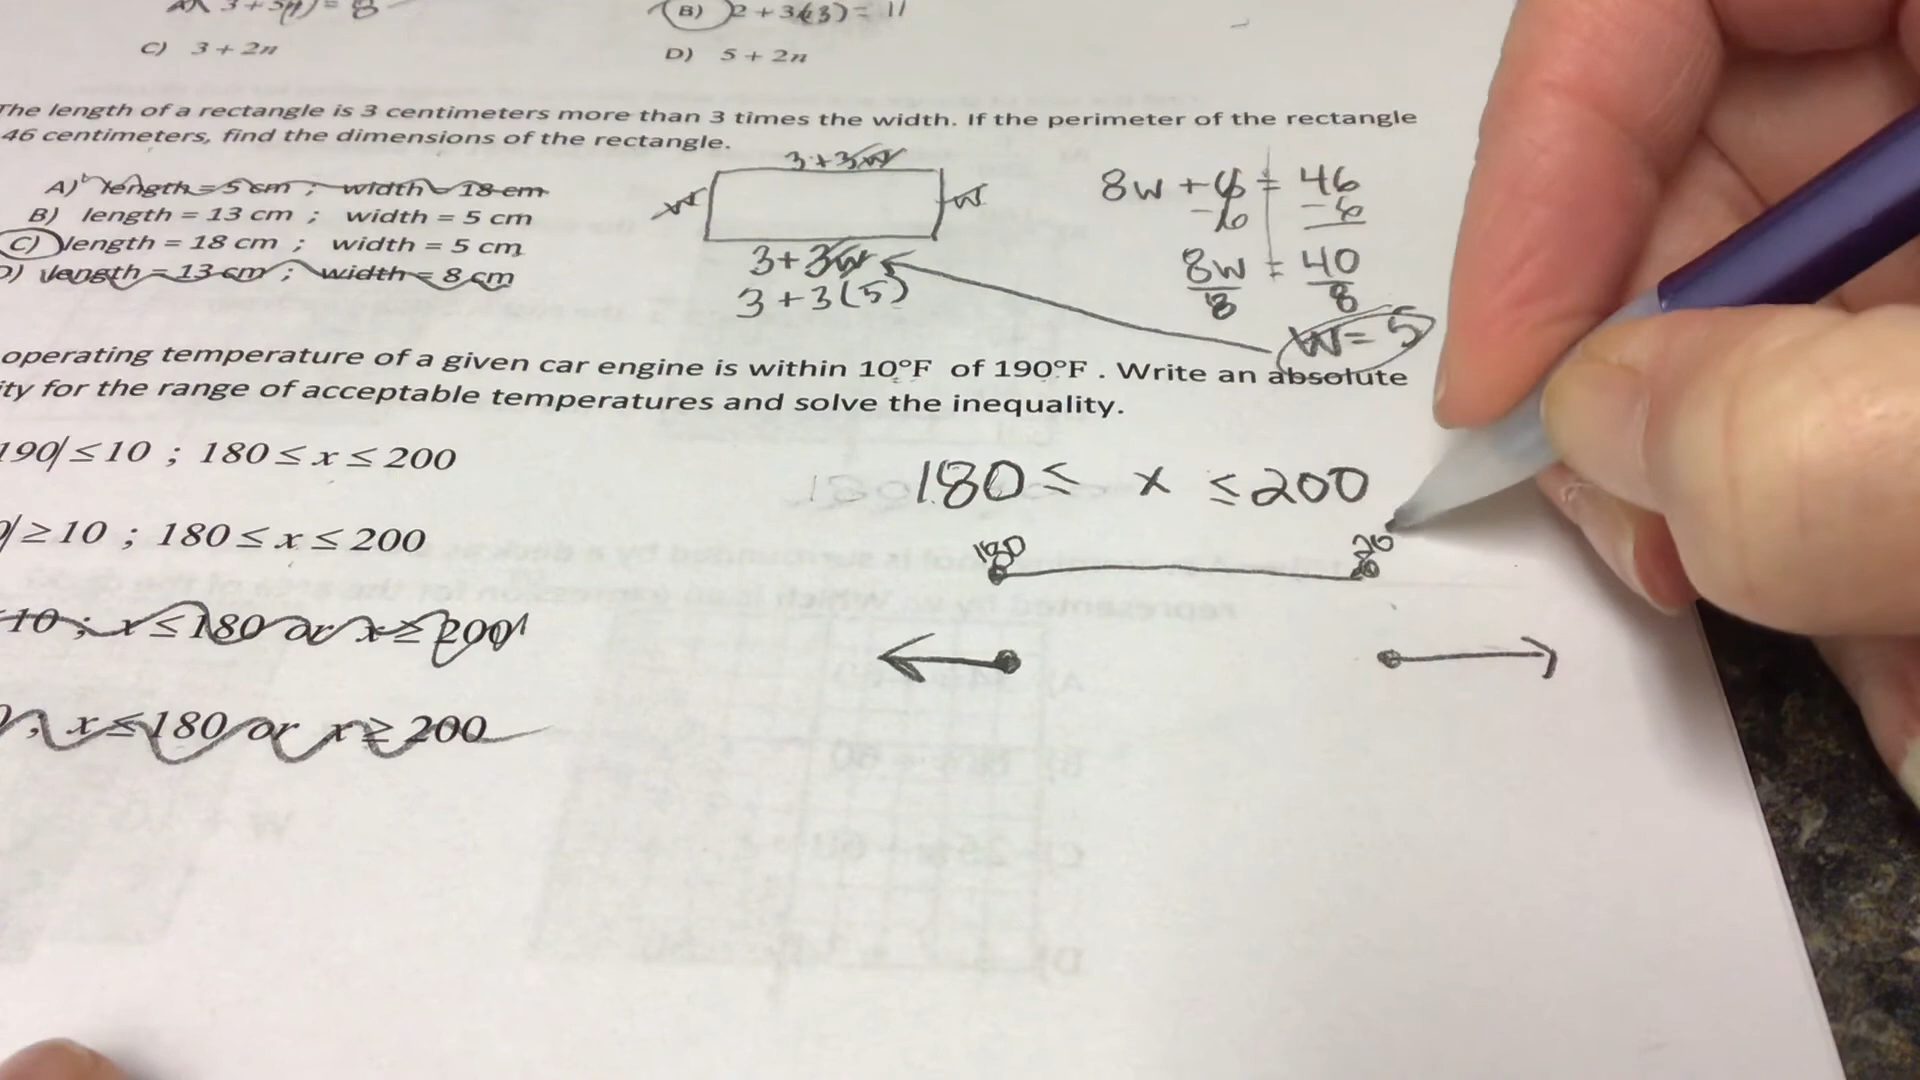 A) 3 + 5(1) = 8
B) 2 + 3(3) = 11
C) 3 + 2n
D) 5 + 2n
The length of a rectangle is 3 centimeters more than 3 times the width. If the perimeter of the rectangle
46 centimeters, find the dimensions of the rectangle.
A) length = 5 cm ; width = 18 cm
B) length = 13 cm ; width = 5 cm
C) length = 18 cm ; width = 5 cm
D) length = 13 cm ; width = 8 cm
3 + 3w
w
w
3 + 3w
3 + 3(5)
8w + 6 = 46
-6 -6
8w = 40
8 8
w = 5
operating temperature of a given car engine is within 10°F of 190°F . Write an absolute
ity for the range of acceptable temperatures and solve the inequality.
190| ≤ 10 ; 180 ≤ x ≤ 200
| ≥ 10 ; 180 ≤ x ≤ 200
10 ; x ≤ 180 or x ≥ 200
; x ≤ 180 or x ≥ 200
180 ≤ x ≤ 200
180